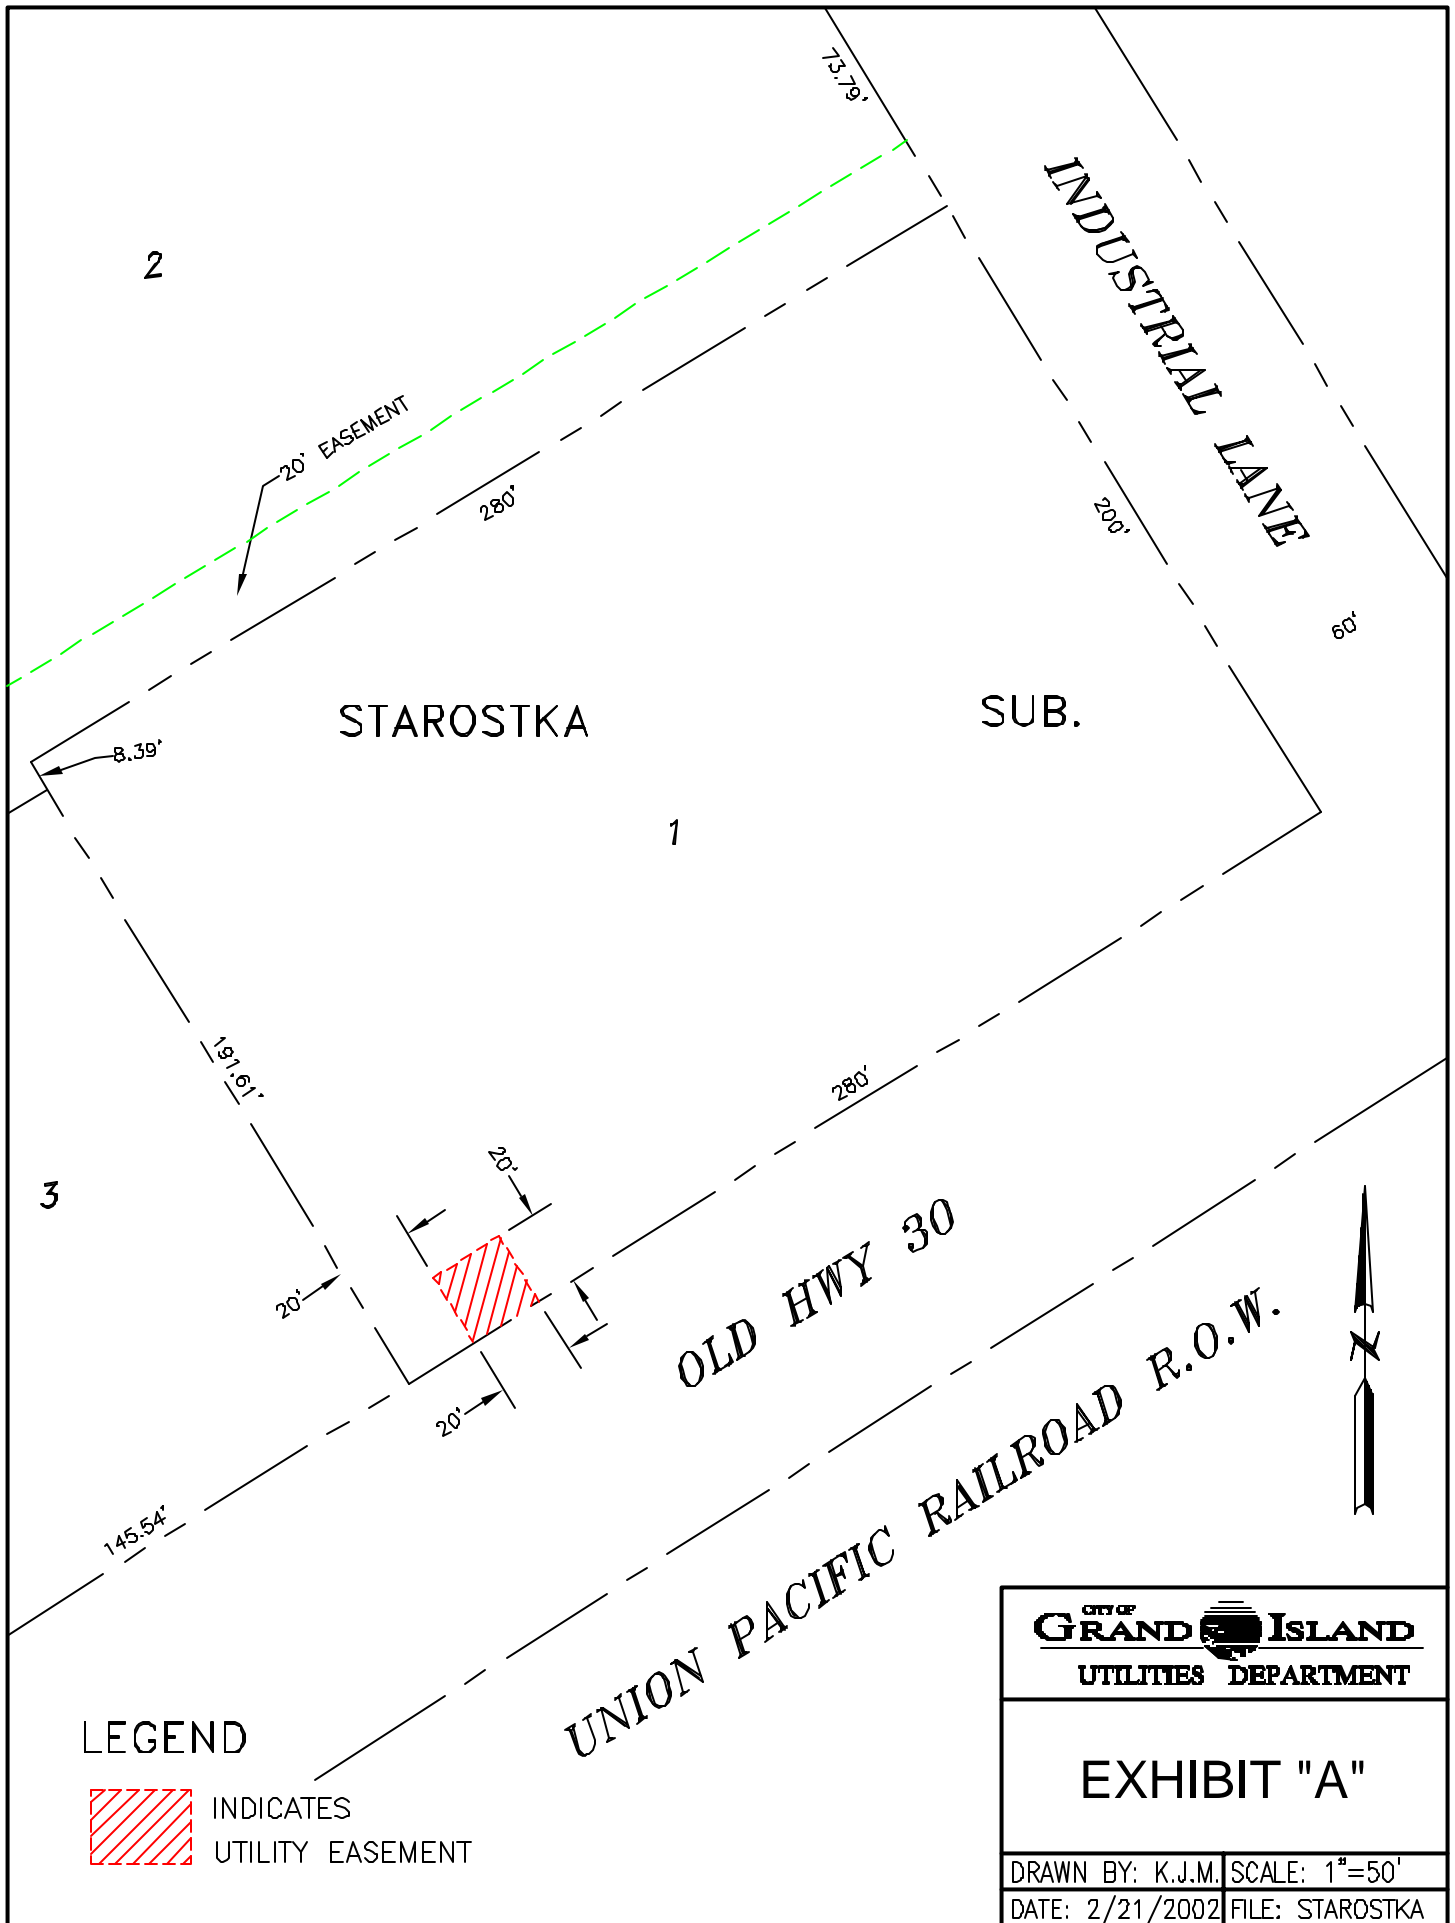 73.79'
INDUSTRIAL LANE
2
20' EASEMENT
280'
200'
60'
STAROSTKA SUB.
8.39'
1
191.61'
280'
3
20'
20'
20'
OLD HWY 30
145.54'
UNION PACIFIC RAILROAD R.O.W.
N
CITY OF
GRAND ISLAND
UTILITIES DEPARTMENT
LEGEND
INDICATES
UTILITY EASEMENT
EXHIBIT "A"
DRAWN BY: K.J.M. SCALE: 1"=50'
DATE: 2/21/2002 FILE: STAROSTKA